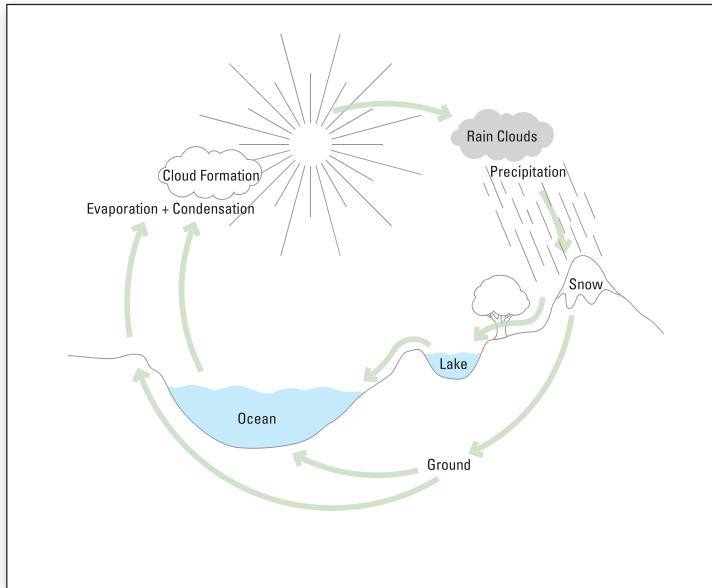 Rain Clouds
Precipitation
Cloud Formation
Evaporation + Condensation
Snow
Lake
Ocean
Ground